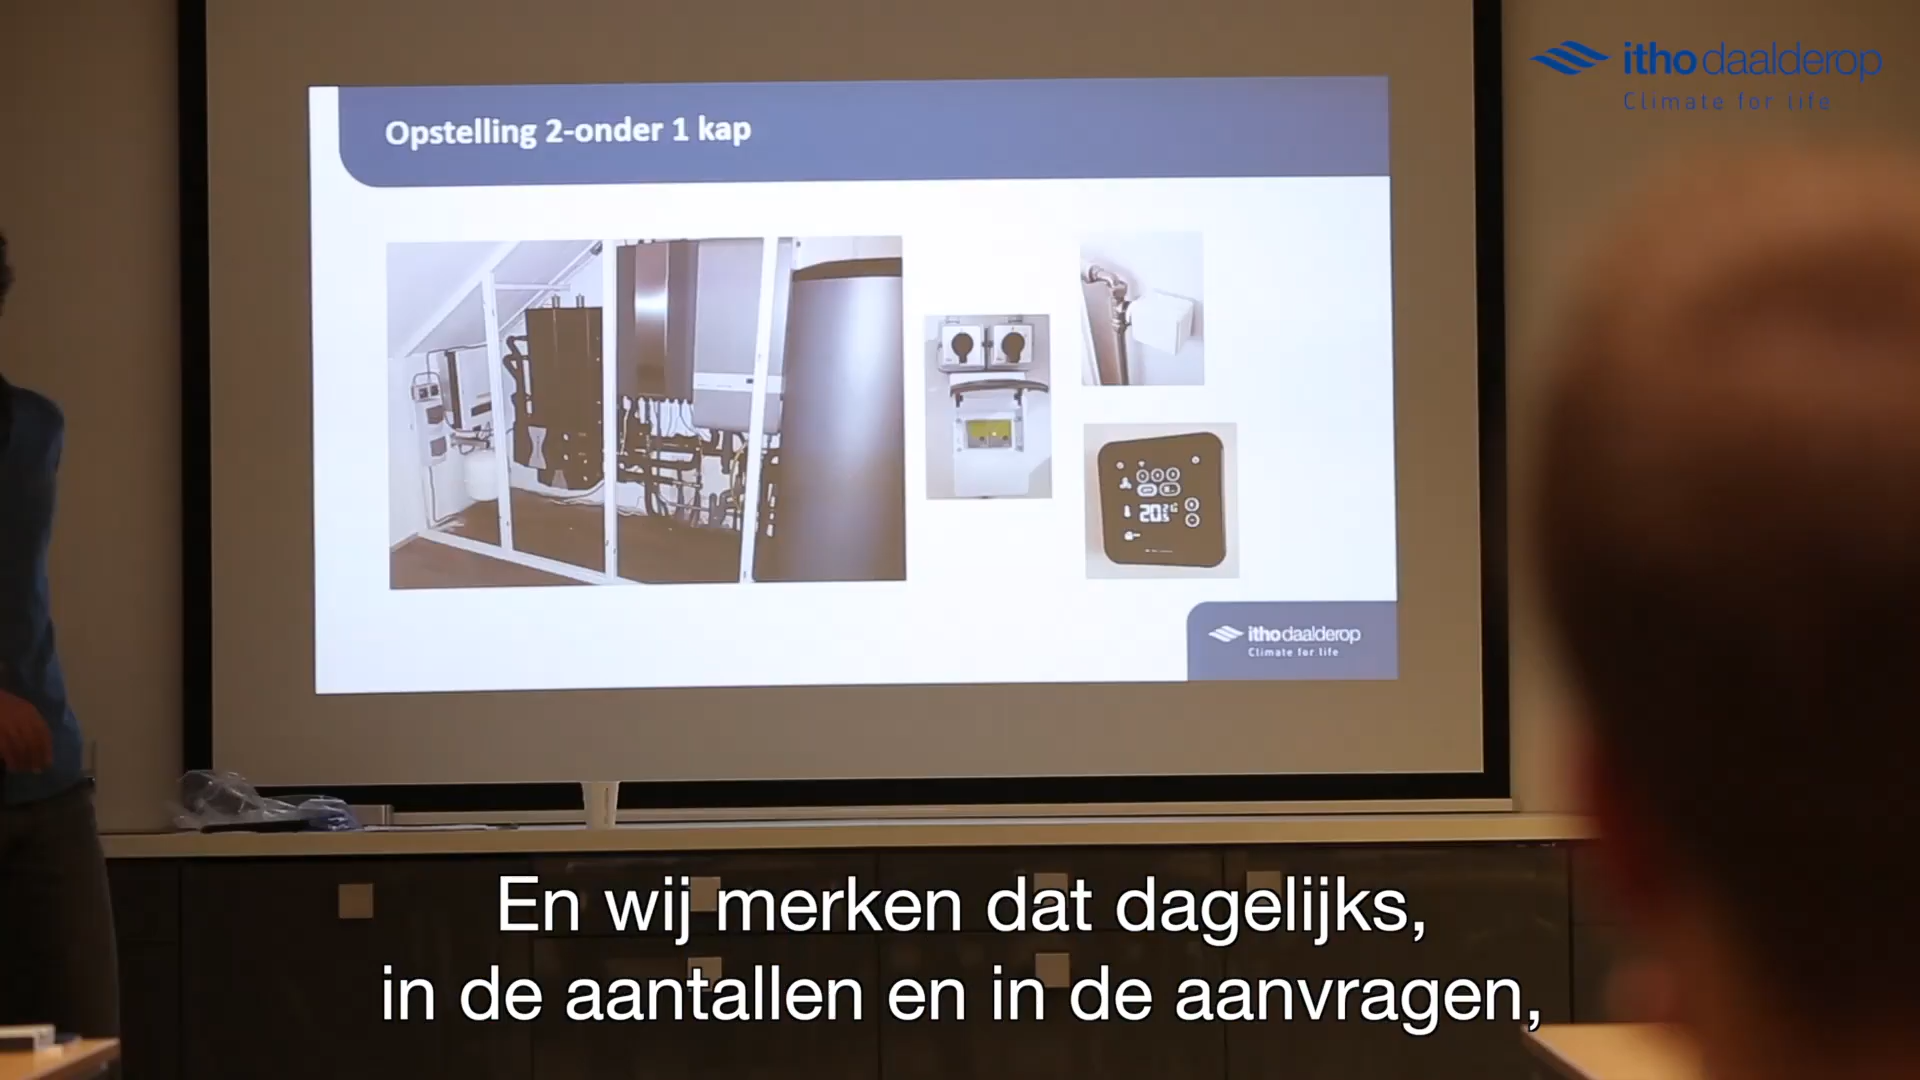 itho daalderop
Climate for life
Opstelling 2-onder 1 kap
20
itho daalderop
Climate for life
En wij merken dat dagelijks,
in de aantallen en in de aanvragen,